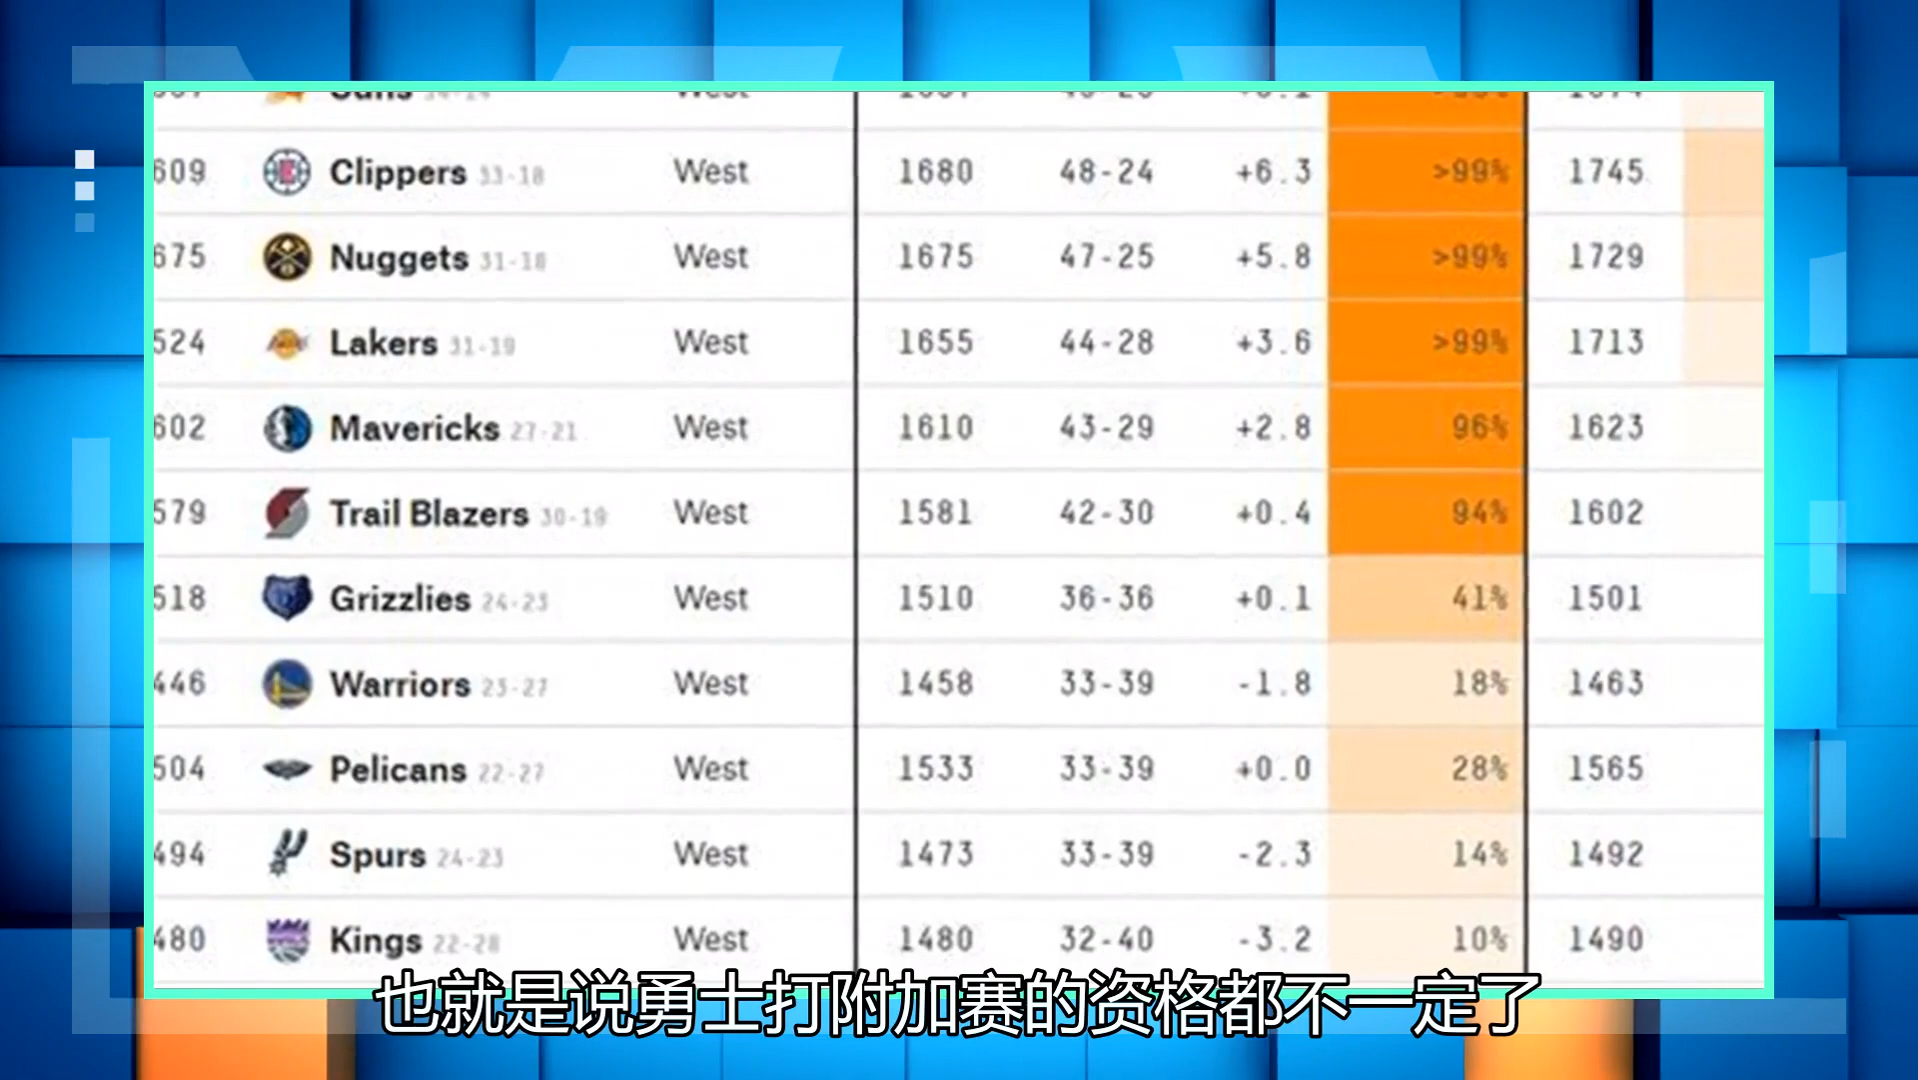 Suns West
609 Clippers 33-18 West 1680 48-24 +6.3 >99% 1745
675 Nuggets 31-18 West 1675 47-25 +5.8 >99% 1729
524 Lakers 31-19 West 1655 44-28 +3.6 >99% 1713
602 Mavericks 27-21 West 1610 43-29 +2.8 96% 1623
579 Trail Blazers 30-19 West 1581 42-30 +0.4 94% 1602
518 Grizzlies 24-23 West 1510 36-36 +0.1 41% 1501
446 Warriors 23-27 West 1458 33-39 -1.8 18% 1463
504 Pelicans 22-27 West 1533 33-39 +0.0 28% 1565
494 Spurs 24-23 West 1473 33-39 -2.3 14% 1492
480 Kings 22-28 West 1480 32-40 -3.2 10% 1490
也就是说勇士打附加赛的资格都不一定了